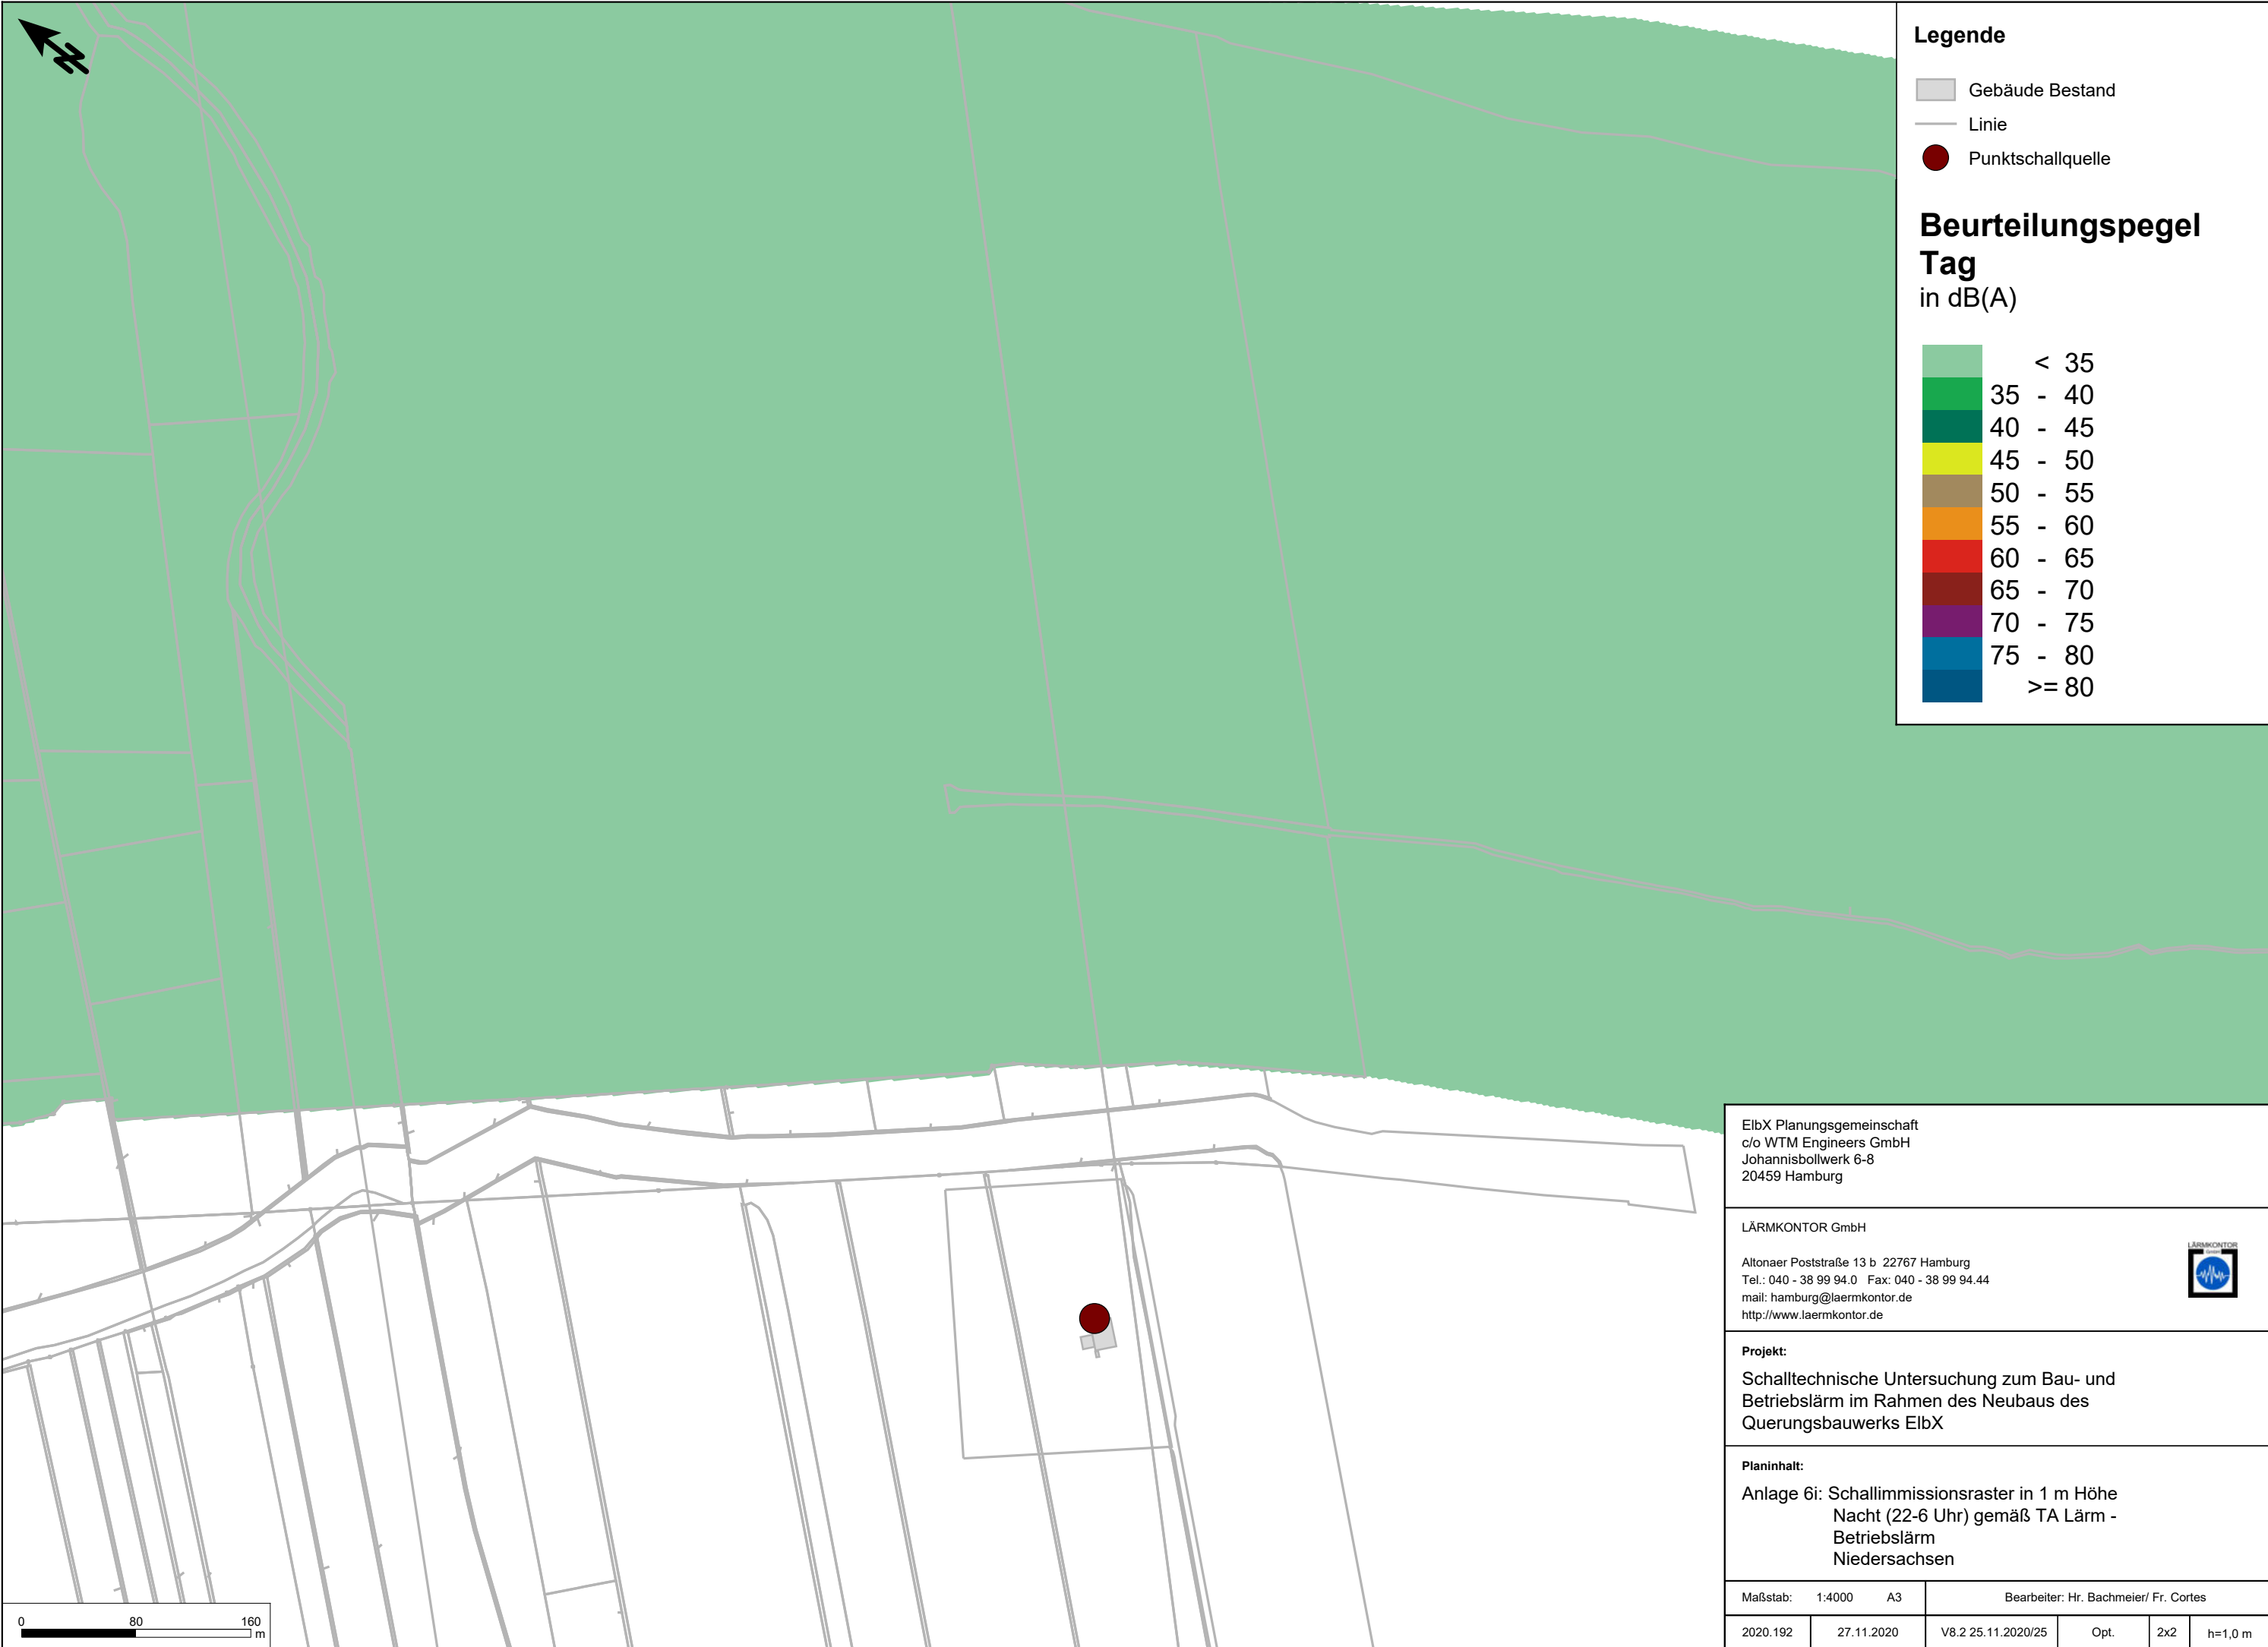 N
Legende
Gebäude Bestand
Linie
Punktschallquelle
Beurteilungspegel
Tag
in dB(A)
< 35
35 - 40
40 - 45
45 - 50
50 - 55
55 - 60
60 - 65
65 - 70
70 - 75
75 - 80
>= 80
ElbX Planungsgemeinschaft
c/o WTM Engineers GmbH
Johannisbollwerk 6-8
20459 Hamburg
LÄRMKONTOR GmbH
Altonaer Poststraße 13 b 22767 Hamburg
Tel.: 040 - 38 99 94.0 Fax: 040 - 38 99 94.44
mail: hamburg@laermkontor.de
http://www.laermkontor.de
LÄRMKONTOR
GmbH
Projekt:
Schalltechnische Untersuchung zum Bau- und
Betriebslärm im Rahmen des Neubaus des
Querungsbauwerks ElbX
Planinhalt:
Anlage 6i: Schallimmissionsraster in 1 m Höhe
Nacht (22-6 Uhr) gemäß TA Lärm -
Betriebslärm
Niedersachsen
Maßstab: 1:4000 A3 Bearbeiter: Hr. Bachmeier/ Fr. Cortes
2020.192 27.11.2020 V8.2 25.11.2020/25 Opt. 2x2 h=1,0 m
0 80 160
m